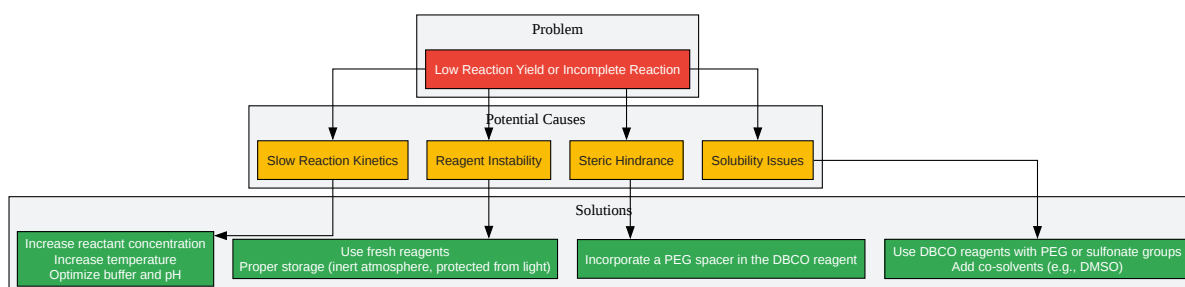 Problem
Low Reaction Yield or Incomplete Reaction
Potential Causes
Slow Reaction Kinetics
Reagent Instability
Steric Hindrance
Solubility Issues
Solutions
Increase reactant concentration
Increase temperature
Optimize buffer and pH
Use fresh reagents
Proper storage (inert atmosphere, protected from light)
Incorporate a PEG spacer in the DBCO reagent
Use DBCO reagents with PEG or sulfonate groups
Add co-solvents (e.g., DMSO)